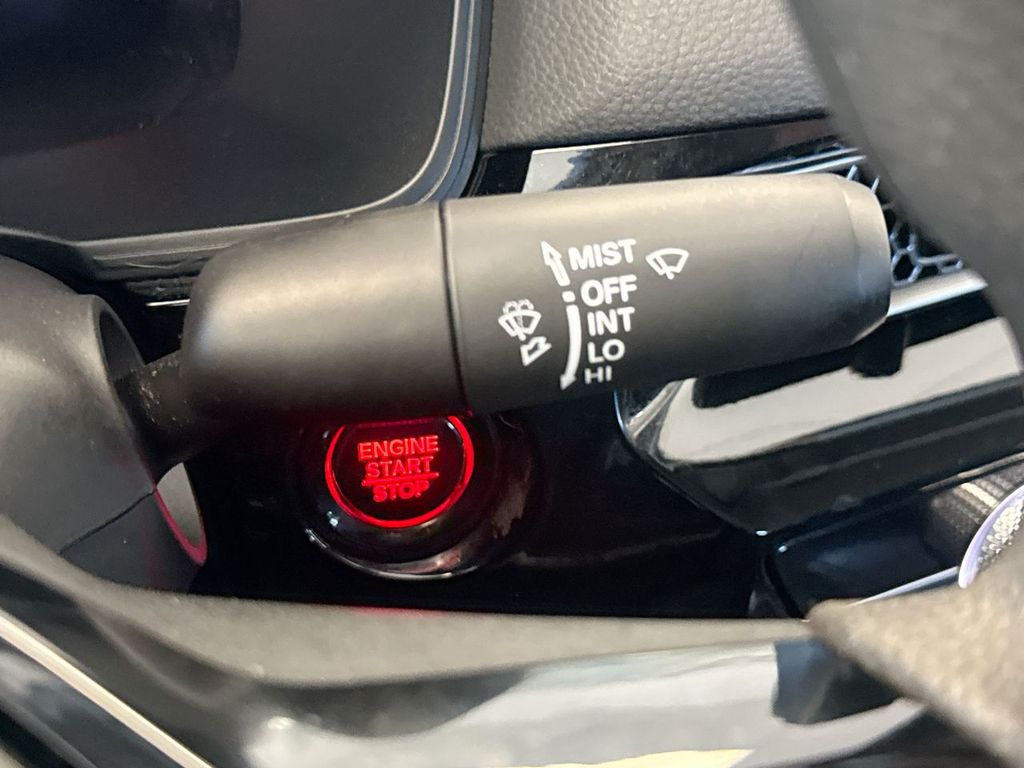 MIST
OFF
INT
LO
HI
ENGINE
START
STOP